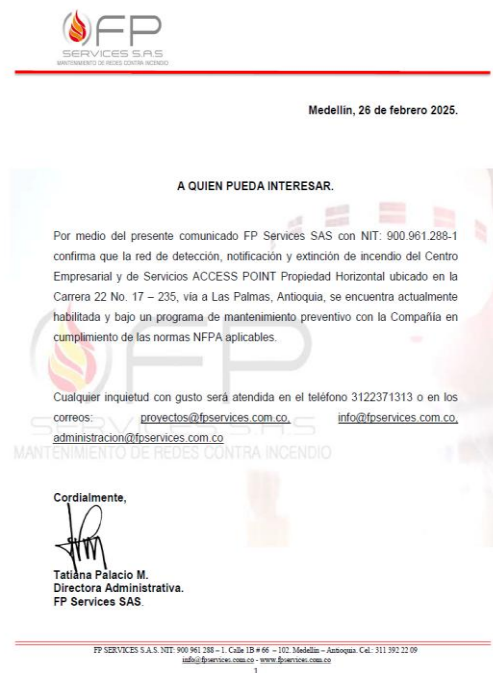 FP
SERVICES S.A.S
MANTENIMIENTO DE REDES CONTRA INCENDIO
Medellín, 26 de febrero 2025.
A QUIEN PUEDA INTERESAR.
Por medio del presente comunicado FP Services SAS con NIT: 900.961.288-1
confirma que la red de detección, notificación y extinción de incendio del Centro
Empresarial y de Servicios ACCESS POINT Propiedad Horizontal ubicado en la
Carrera 22 No. 17 – 235, vía a Las Palmas, Antioquia, se encuentra actualmente
habilitada y bajo un programa de mantenimiento preventivo con la Compañía en
cumplimiento de las normas NFPA aplicables.
Cualquier inquietud con gusto será atendida en el teléfono 3122371313 o en los
correos: proyectos@fpservices.com.co, info@fpservices.com.co,
administracion@fpservices.com.co
FP
SERVICES S.A.S
MANTENIMIENTO DE REDES CONTRA INCENDIO
Cordialmente,
Tatiana Palacio M.
Directora Administrativa.
FP Services SAS.
FP SERVICES S.A.S. NIT: 900 961 288 – 1. Calle 1B # 66 – 102. Medellín – Antioquia. Cel.: 311 392 22 09
info@fpservices.com.co - www.fpservices.com.co
1